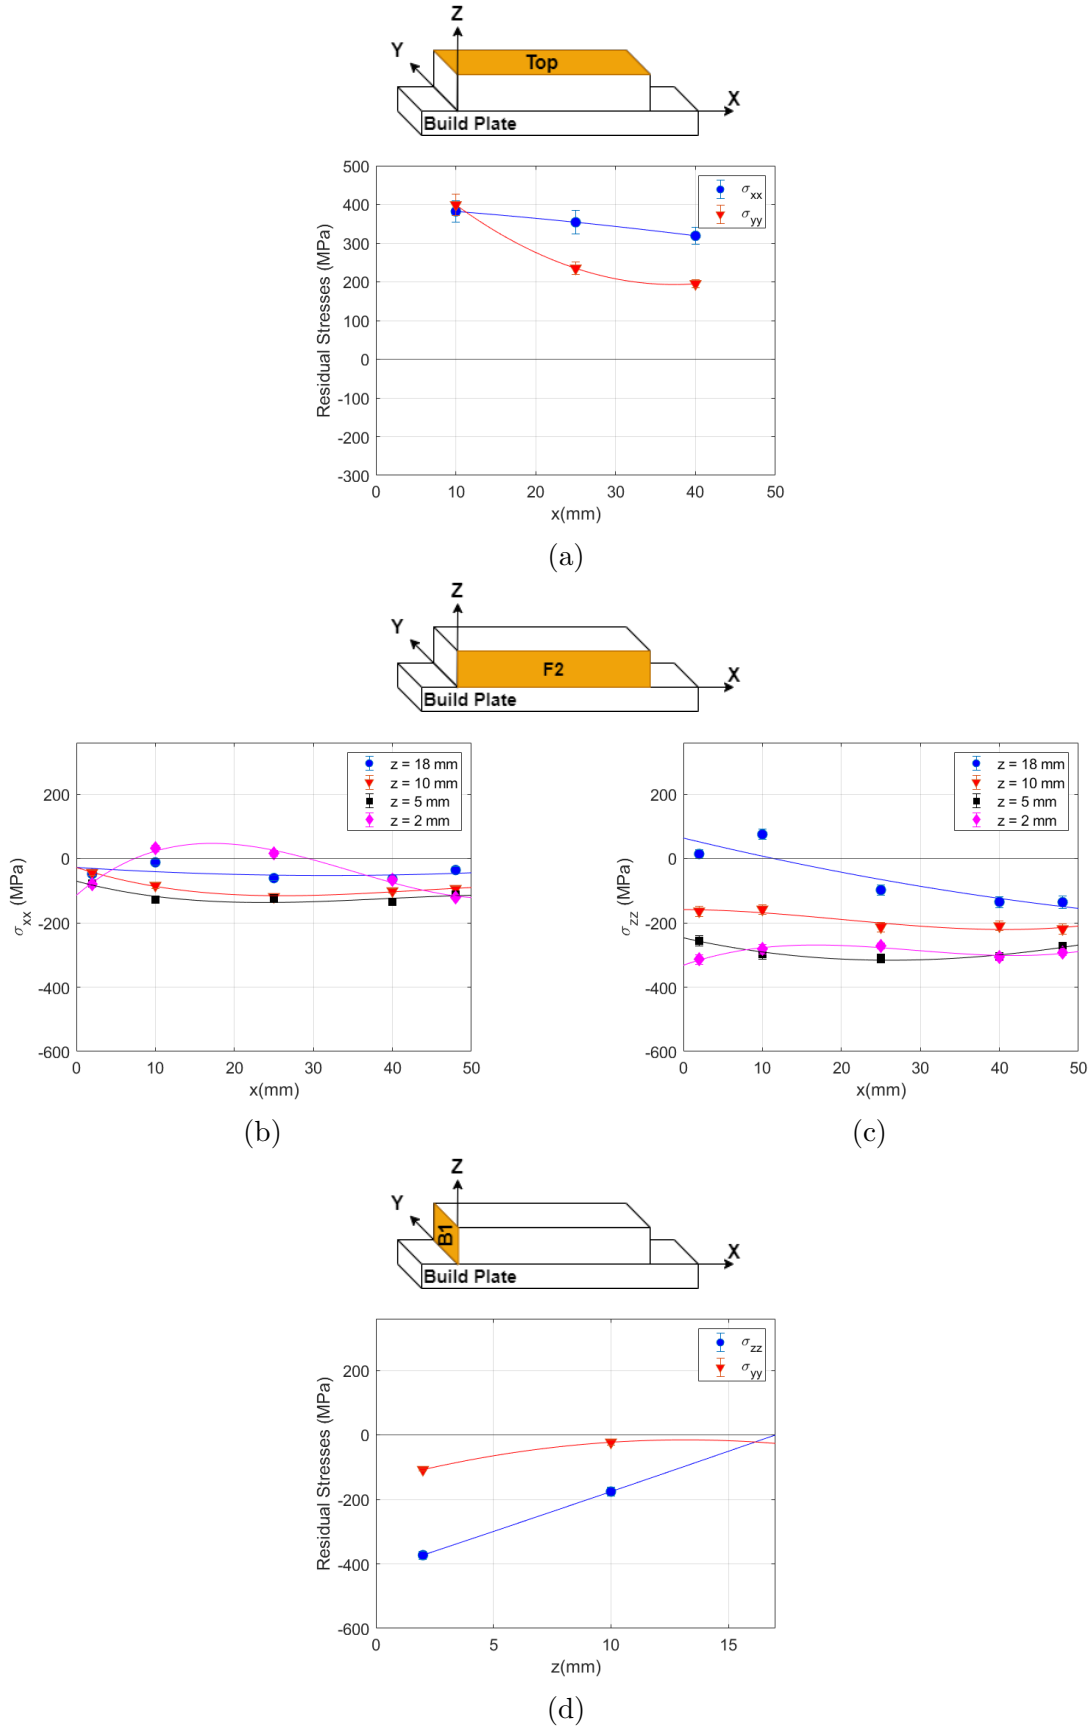 Z
Y
Top
X
Build Plate
500
400
300
200
100
0
-100
-200
-300
Residual Stresses (MPa)
σxx
σyy
0 10 20 30 40 50
x(mm)
(a)
Z
Y
F2
X
Build Plate
200
0
-200
-400
-600
σxx (MPa)
z = 18 mm
z = 10 mm
z = 5 mm
z = 2 mm
0 10 20 30 40 50
x(mm)
(b)
200
0
-200
-400
-600
σzz (MPa)
z = 18 mm
z = 10 mm
z = 5 mm
z = 2 mm
0 10 20 30 40 50
x(mm)
(c)
Z
Y
B1
X
Build Plate
200
0
-200
-400
-600
Residual Stresses (MPa)
σzz
σyy
0 5 10 15
z(mm)
(d)